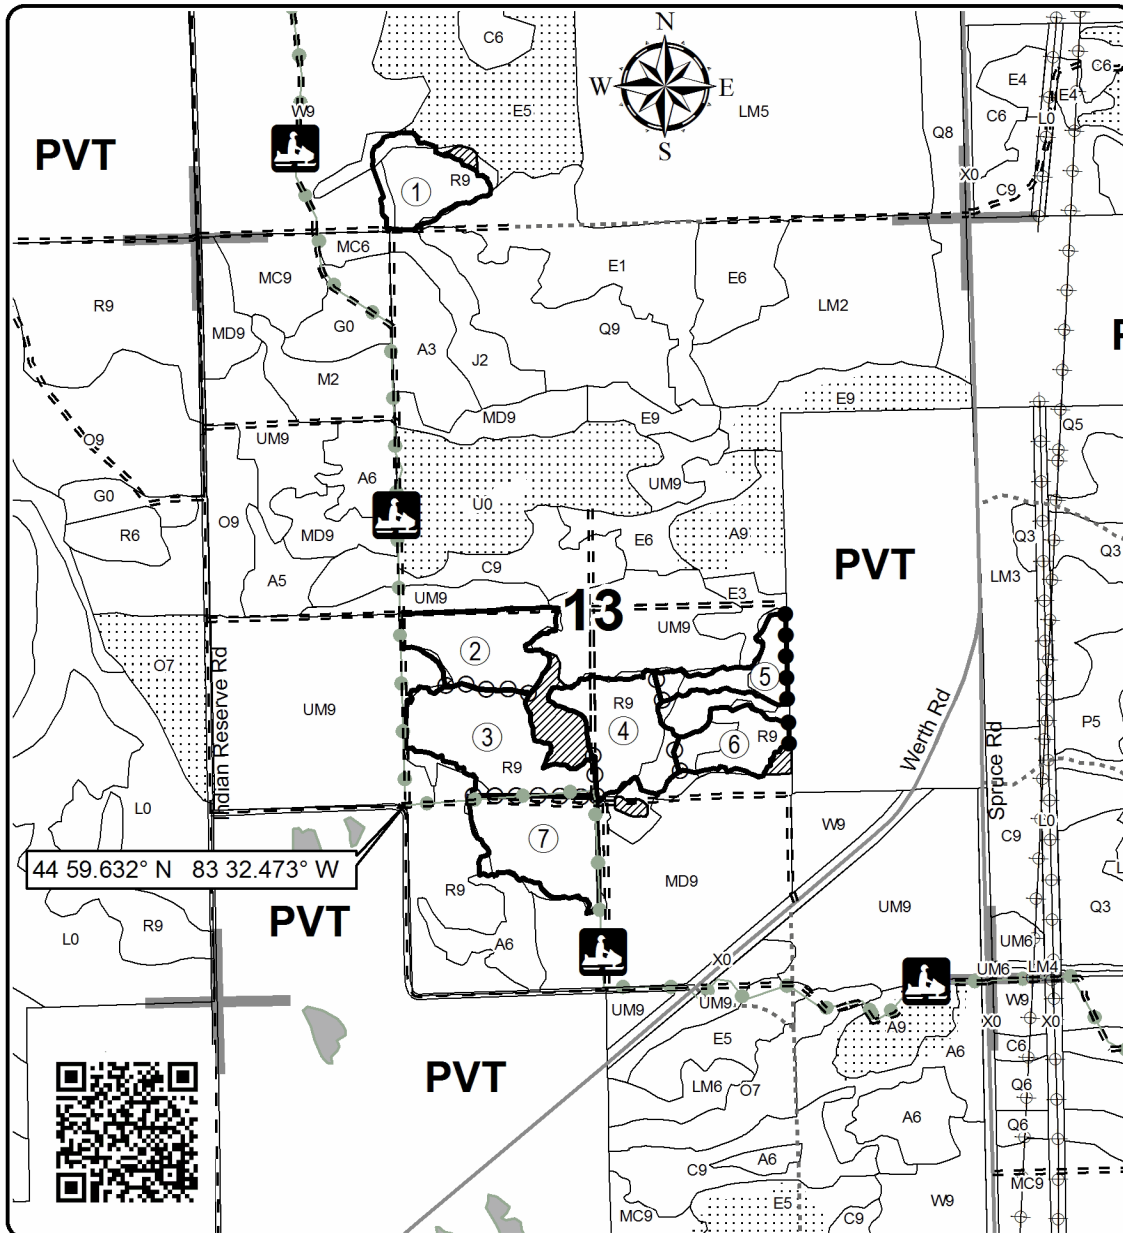 C6
N
C6
E4
W9
E4
W
E
E5
LM5
C6
L0
PVT
Q8
S
X0
R9
1
C9
MC6
MC9
E1
E6
R9
LM2
MD9
G0
Q9
A3
J2
M2
E9
MD9
E9
Q5
O9
UM9
A6
UM9
G0
U0
O9
R6
MD9
E6
A9
Q3
Q3
PVT
C9
A5
LM3
UM9
E3
13
UM9
2
O7
5
Indian Reserve Rd
UM9
R9
4
Werth Rd
P5
3
6
R9
Spruce Rd
R9
L0
L0
W9
7
C9
44 59.632° N 83 32.473° W
MD9
R9
UM9
Q3
PVT
R9
L0
A6
UM6
X0
UM6
LM4
UM9
UM9
W9
X0
X0
A9
E5
C6
A6
PVT
LM6
O7
Q6
A6
Q6
A6
C9
MC9
E5
W9
MC9
C9